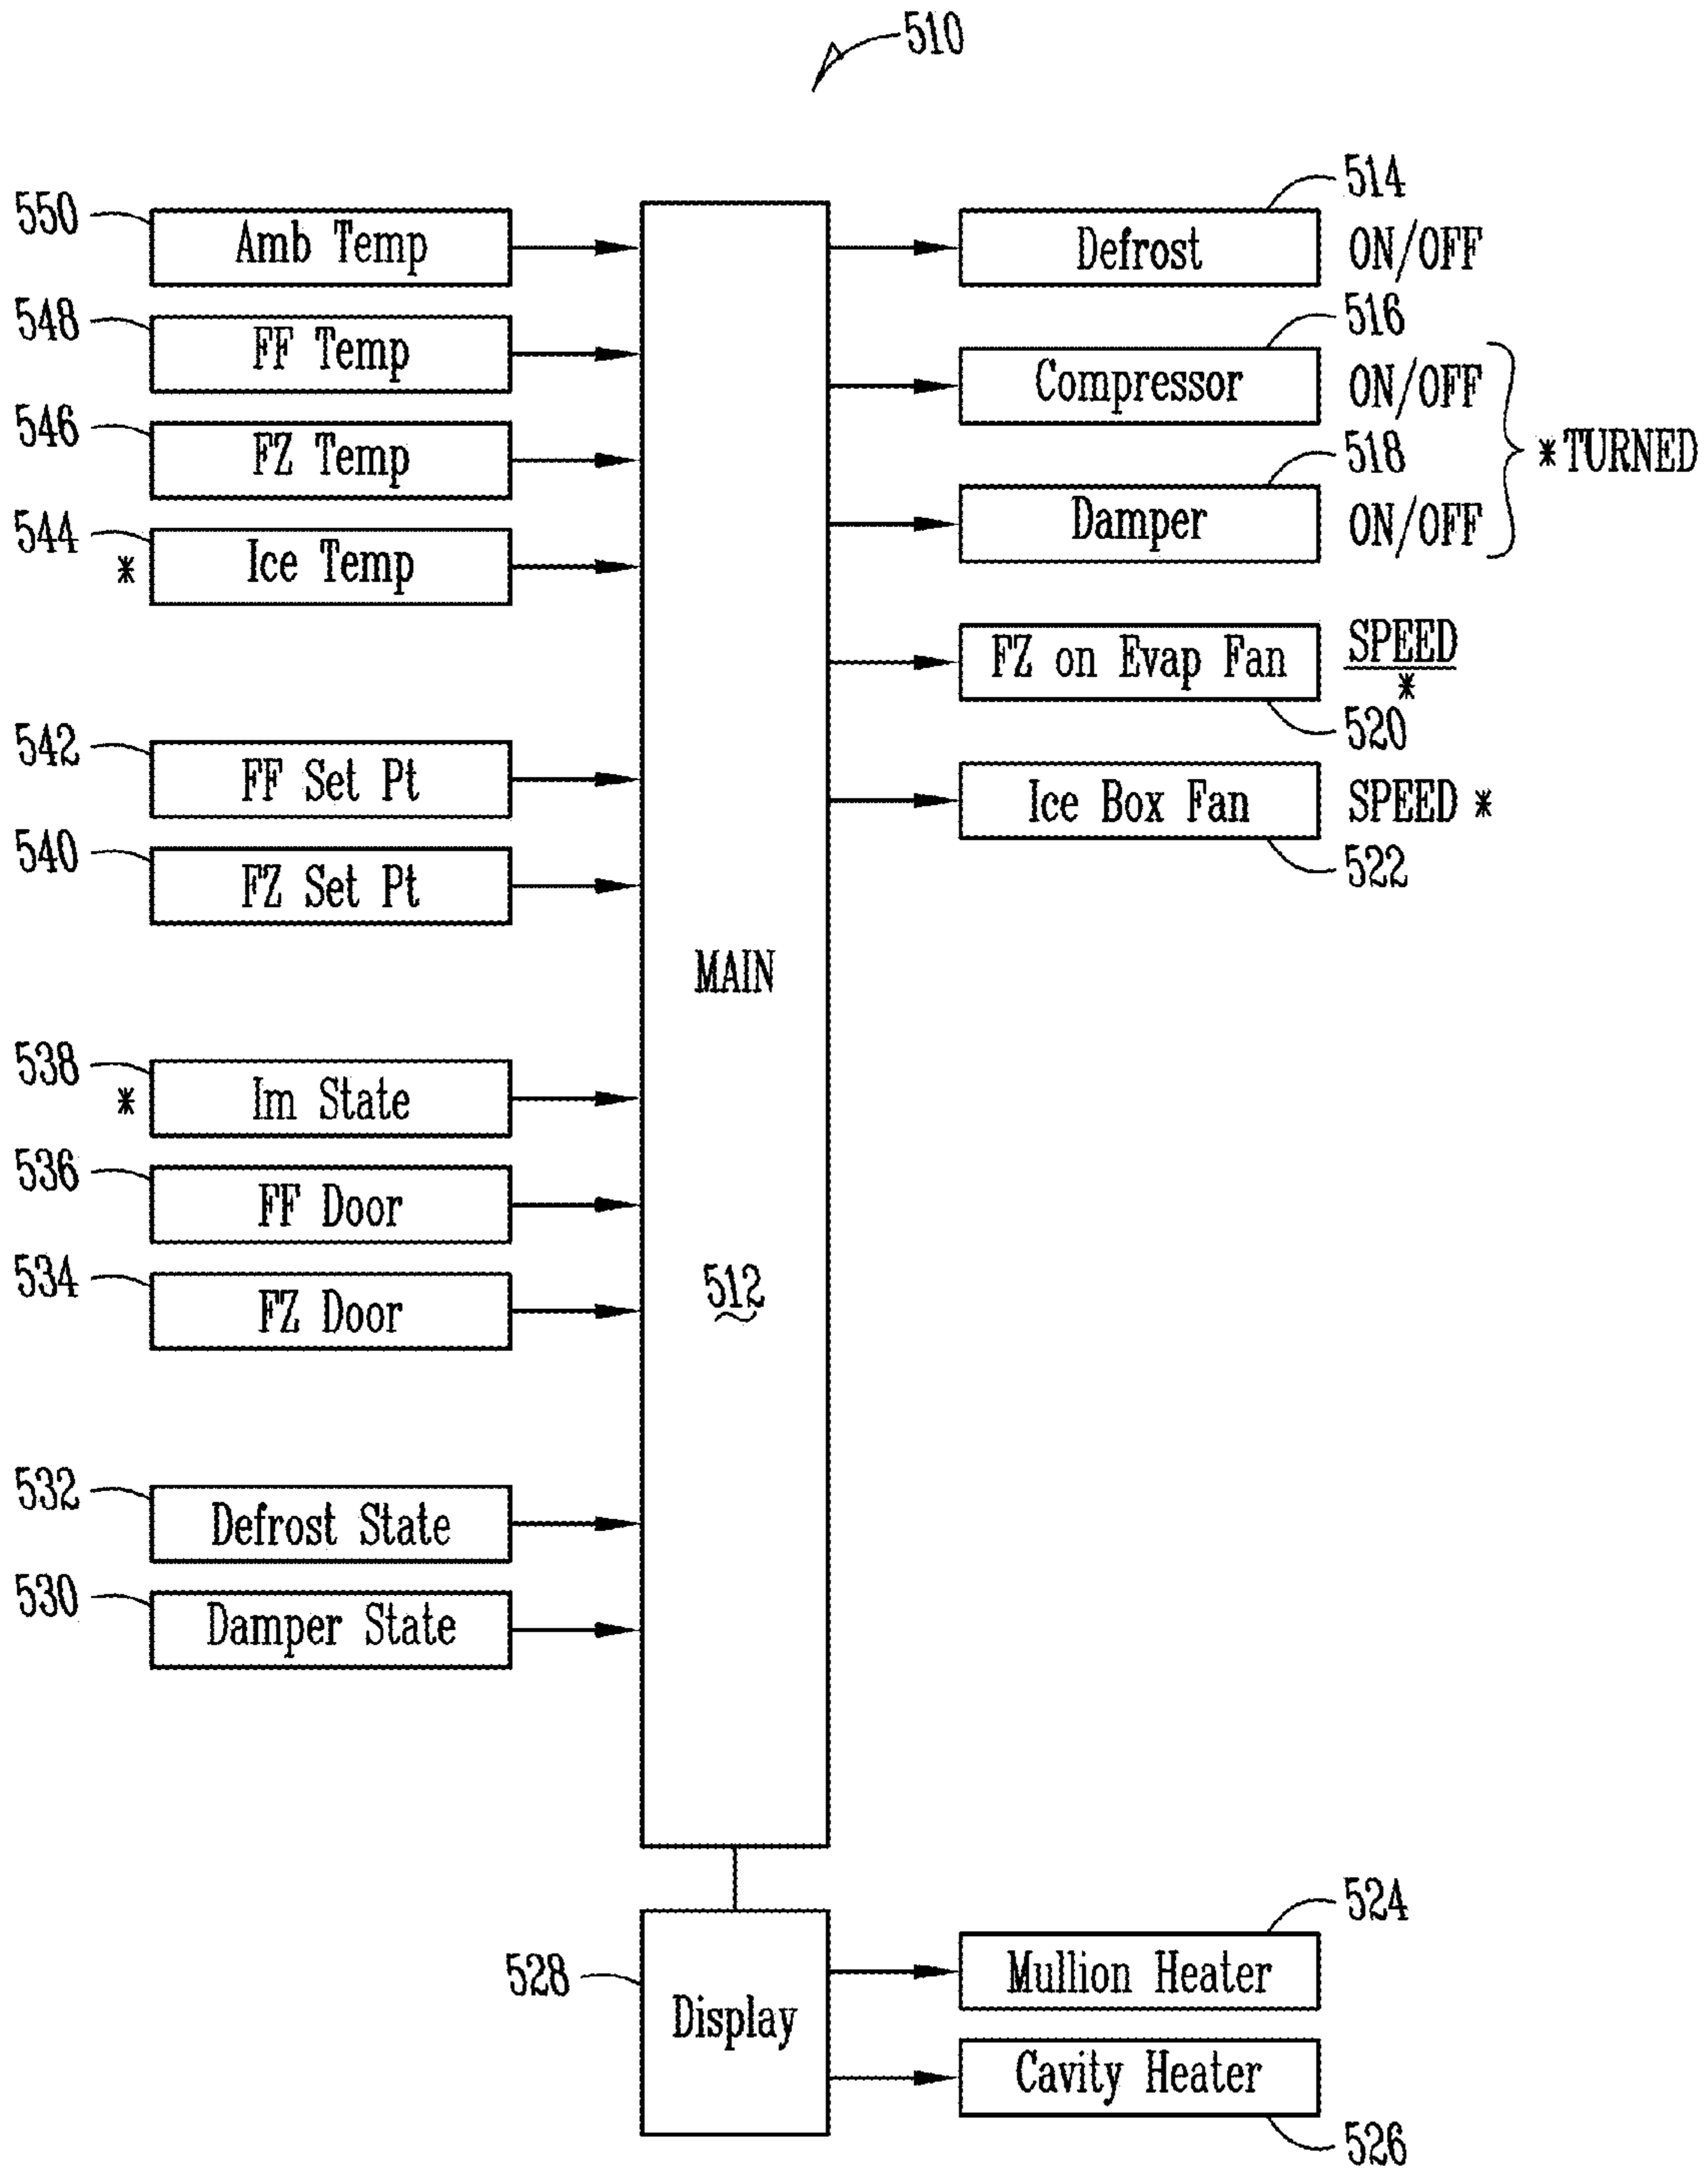 510
550
Amb Temp
548
FF Temp
546
FZ Temp
544
* Ice Temp
542
FF Set Pt
540
FZ Set Pt
538
* Im State
536
FF Door
534
FZ Door
532
Defrost State
530
Damper State
MAIN
512
514
Defrost ON/OFF
516
Compressor ON/OFF
* TURNED
518
Damper ON/OFF
FZ on Evap Fan SPEED
*
520
Ice Box Fan SPEED *
522
528
Display
524
Mullion Heater
Cavity Heater
526